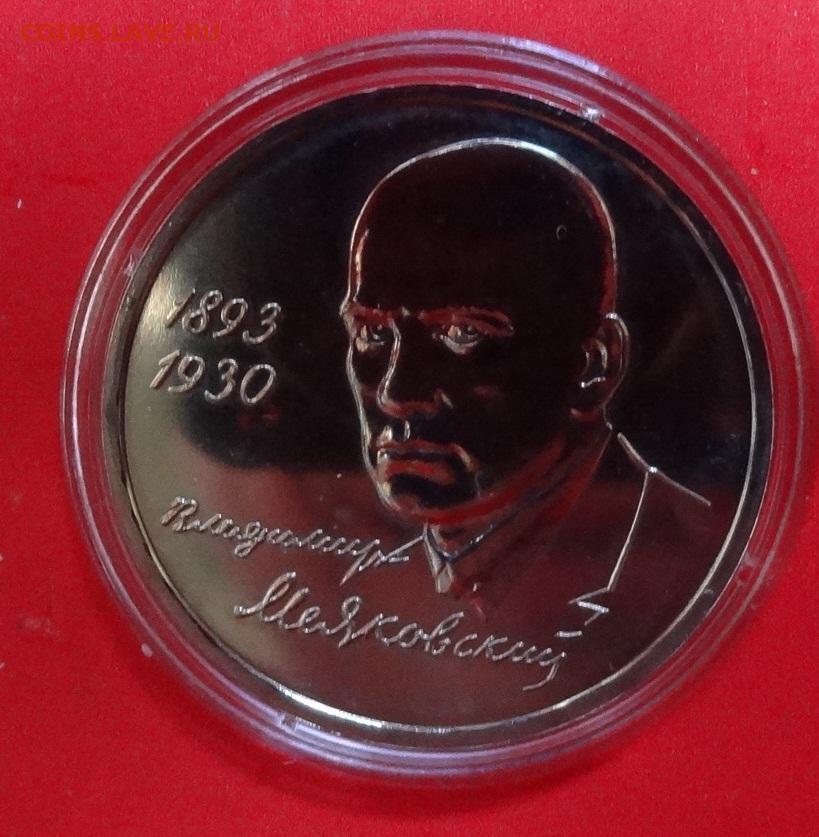 COINS.LAVE.RU
1893
1930
Владимир
Маяковский